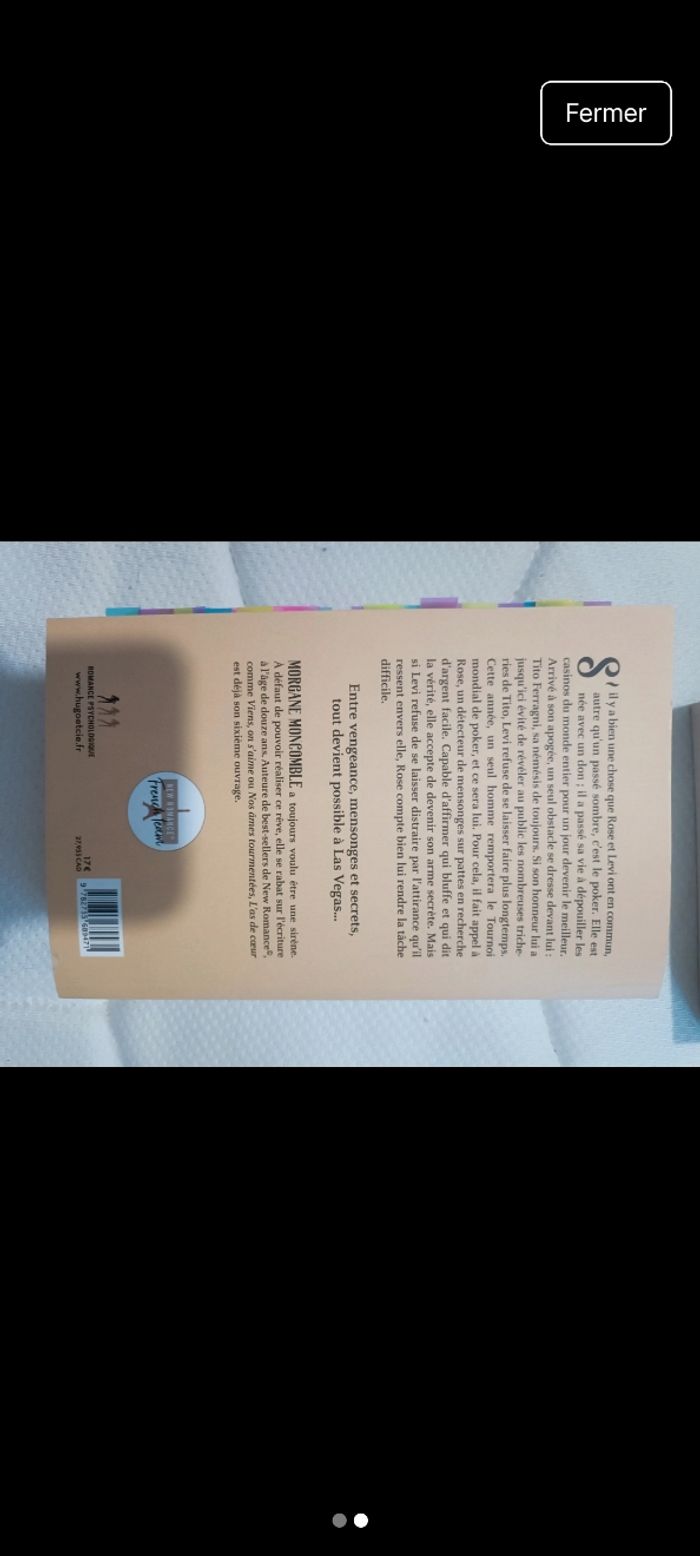 Fermer
S'il y a bien une chose que Rose et Levi ont en commun,
autre qu'un passé sombre, c'est le poker. Elle est
née avec un don ; il a passé sa vie à dépouiller les
casinos du monde entier pour un jour devenir le meilleur.
Arrivé à son apogée, un seul obstacle se dresse devant lui :
Tito Ferragni, sa némésis de toujours. Si son honneur lui a
jusqu'ici évité de révéler au public les nombreuses triche-
ries de Tito, Levi refuse de se laisser faire plus longtemps.
Cette année, un seul homme remportera le Tournoi
mondial de poker, et ce sera lui. Pour cela, il fait appel à
Rose, un détecteur de mensonges sur pattes en recherche
d'argent facile. Capable d'affirmer qui bluffe et qui dit
la vérité, elle accepte de devenir son arme secrète. Mais
si Levi refuse de se laisser distraire par l'attirance qu'il
ressent envers elle, Rose compte bien lui rendre la tâche
difficile.
Entre vengeance, mensonges et secrets,
tout devient possible à Las Vegas...
MORGANE MONCOMBLE a toujours voulu être une sirène.
À défaut de pouvoir réaliser ce rêve, elle se rabat sur l'écriture
à l'âge de douze ans. Auteure de best-sellers de New Romance®,
comme Viens, on s'aime ou Nos âmes tourmentées, L'as de cœur
est déjà son sixième ouvrage.
NEW ROMANCE®
French Team
ROMANCE PSYCHOLOGIQUE
www.hugoetcie.fr
17 €
27,95 $ CAD
9 782755 689471